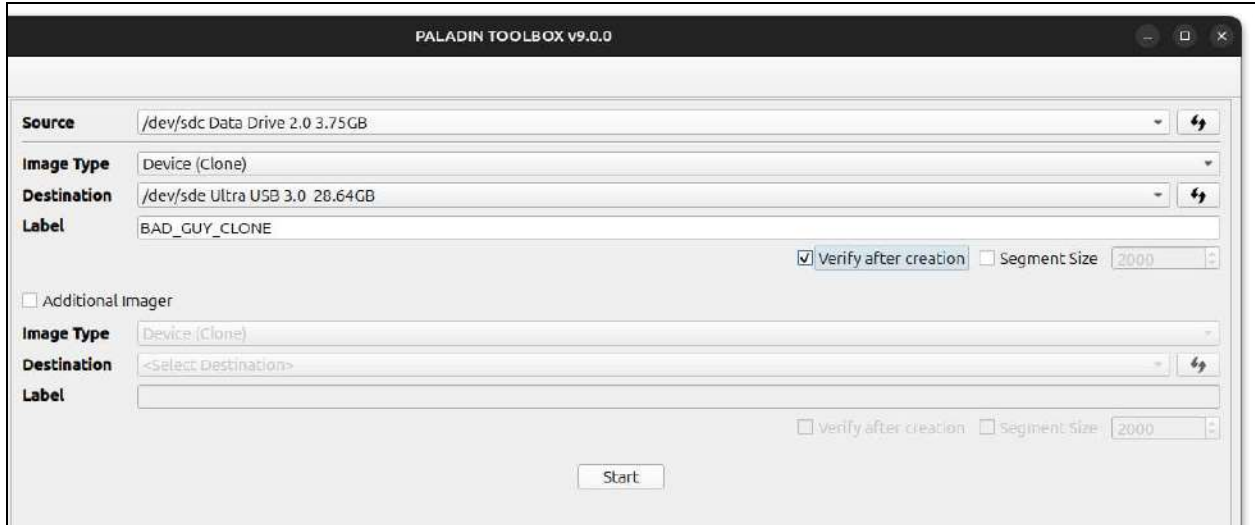 PALADIN TOOLBOX v9.0.0
Source /dev/sdc Data Drive 2.0 3.75GB
Image Type Device (Clone)
Destination /dev/sde Ultra USB 3.0 28.64GB
Label BAD_GUY_CLONE
Verify after creation Segment Size 2000
Additional Imager
Image Type Device (Clone)
Destination <Select Destination>
Label
Verify after creation Segment Size 2000
Start